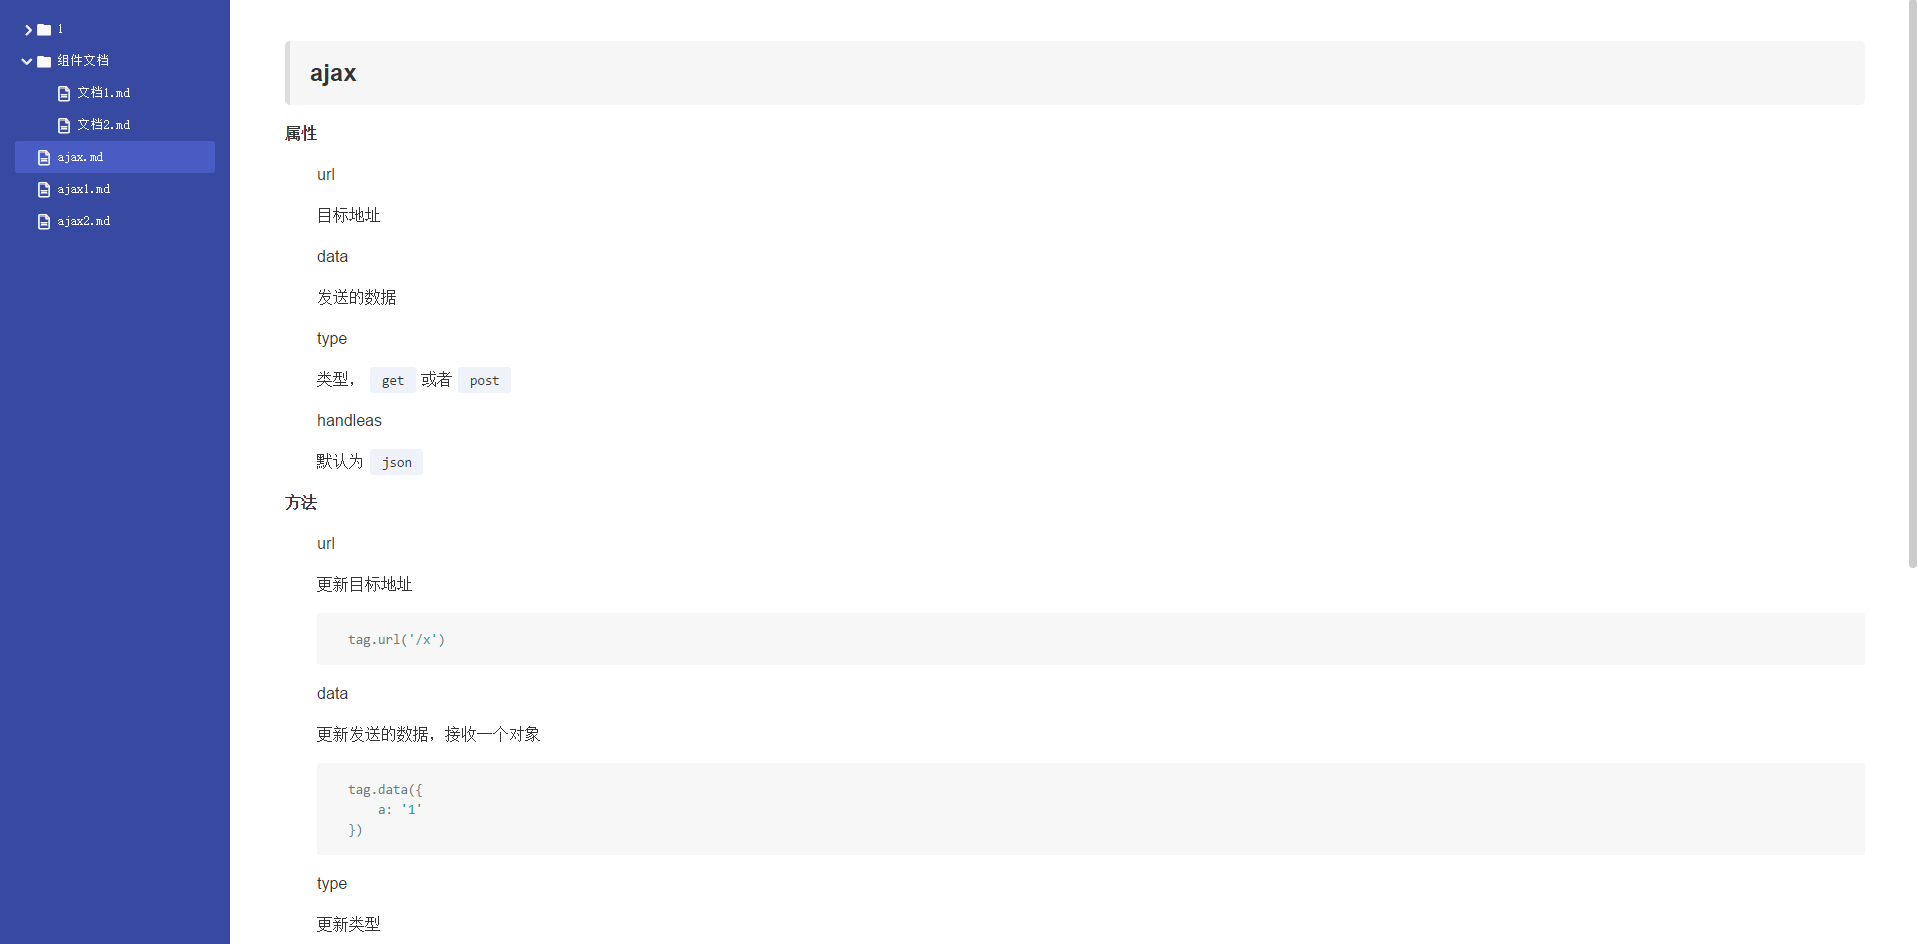 1
组件文档
文档1.md
文档2.md
ajax.md
ajax1.md
ajax2.md
ajax
属性
url
目标地址
data
发送的数据
type
类型， get 或者 post
handleas
默认为 json
方法
url
更新目标地址
tag.url('/x')
data
更新发送的数据，接收一个对象
tag.data({
    a: '1'
})
type
更新类型